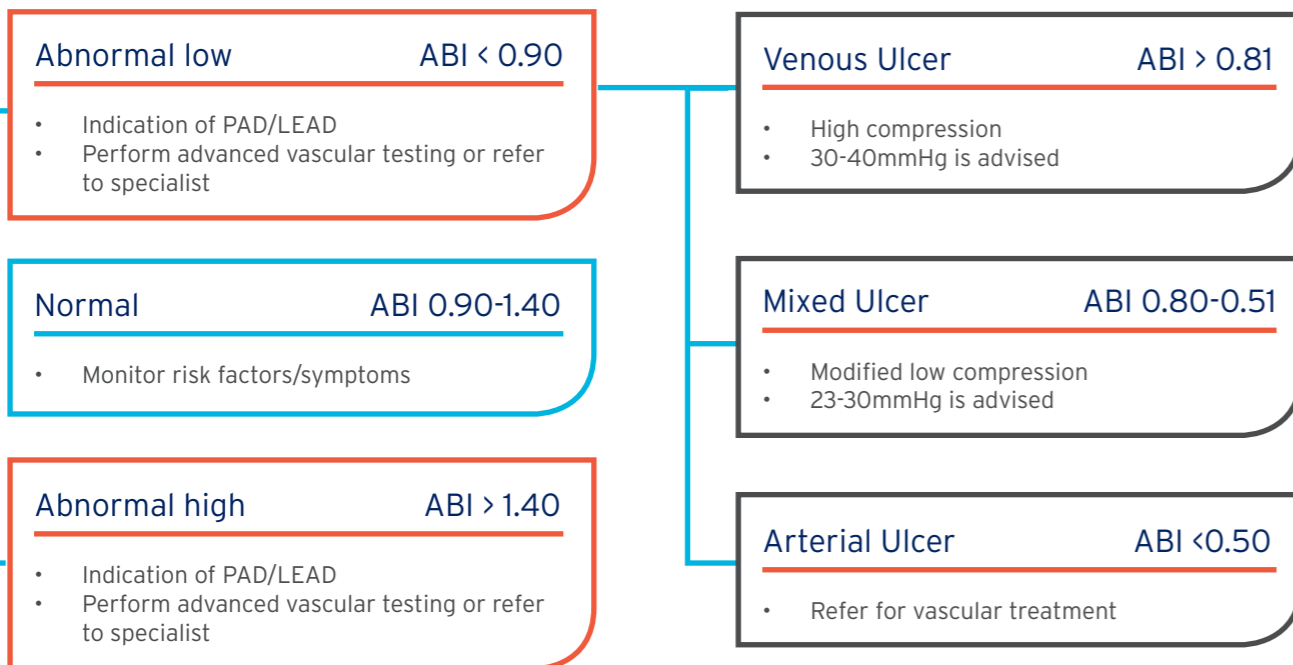 Abnormal low ABI < 0.90
• Indication of PAD/LEAD
• Perform advanced vascular testing or refer
to specialist
Normal ABI 0.90-1.40
• Monitor risk factors/symptoms
Abnormal high ABI > 1.40
• Indication of PAD/LEAD
• Perform advanced vascular testing or refer
to specialist
Venous Ulcer ABI > 0.81
• High compression
• 30-40mmHg is advised
Mixed Ulcer ABI 0.80-0.51
• Modified low compression
• 23-30mmHg is advised
Arterial Ulcer ABI <0.50
• Refer for vascular treatment